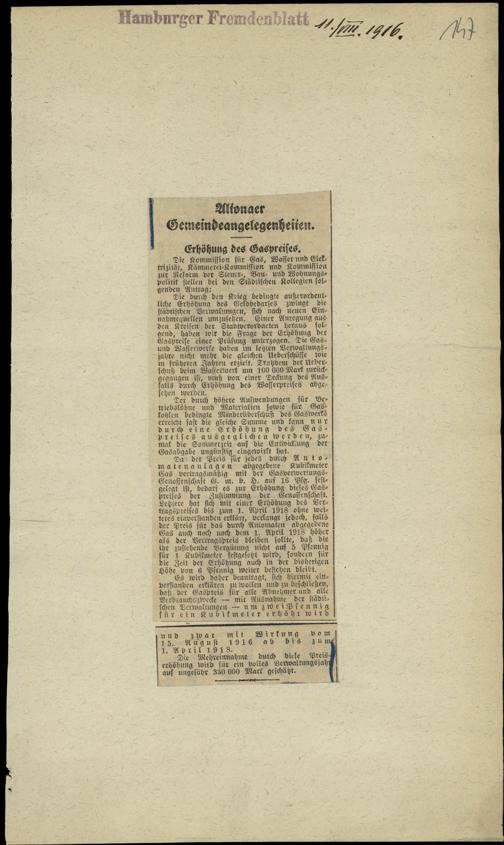 Hamburger Fremdenblatt 11./VIII. 1916. 147
Altonaer
Gemeindeangelegenheiten.
Erhöhung des Gaspreises.
Die Kommission für Gas, Wasser und Elek-
trizität, Kämmerei-Kommission und Kommission
zur Reform der Steuer-, Bau- und Wohnungs-
politik stellen bei den Städtischen Kollegien fol-
genden Antrag:
Die durch den Krieg bedingte außerordent-
liche Erhöhung des Geldbedarfes zwingt die
städtischen Verwaltungen, sich nach neuen Ein-
nahmequellen umzusehen. Einer Anregung aus
den Kreisen der Stadtverordneten heraus fol-
gend, haben wir die Frage der Erhöhung der
Gaspreise einer Prüfung unterzogen. Die Gas-
und Wasserwerke haben im letzten Verwaltungs-
jahre nicht mehr die gleichen Ueberschüsse wie
in früheren Jahren erzielt. Trotzdem der Ueber-
schuß beim Wasserwerk um 100 000 Mark zurück-
gegangen ist, muß von einer Deckung des Aus-
falls durch Erhöhung des Wasserpreises abge-
sehen werden.
Der durch höhere Aufwendungen für Be-
triebslöhne und Materialien sowie für Gas-
kohlen bedingte Minderüberschuß des Gaswerks
erreicht fast die gleiche Summe und kann nur
durch eine Erhöhung des Gas-
preises ausgeglichen werden, zu-
mal die Sommerzeit auf die Entwicklung der
Gasabgabe ungünstig eingewirkt hat.
Da der Preis für jedes durch Auto-
matenanlagen abgegebene Kubikmeter
Gas vertragsmäßig mit der Gasverwertungs-
Genossenschaft G. m. b. H. auf 16 Pfg. fest-
gelegt ist, bedarf es zur Erhöhung dieses Gas-
preises der Zustimmung der Genossenschaft.
Letztere hat sich mit einer Erhöhung des Ver-
tragspreises bis zum 1. April 1918 ohne wei-
teres einverstanden erklärt, verlangt jedoch, falls
der Preis für das durch Automaten abgegebene
Gas auch noch nach dem 1. April 1918 höher
als der Vertragspreis bleiben sollte, daß die
ihr zustehende Vergütung nicht auf 5 Pfennig
für 1 Kubikmeter festgesetzt wird, sondern für
die Zeit der Erhöhung auch in der bisherigen
Höhe von 6 Pfennig weiter bestehen bleibt.
Es wird daher beantragt, sich hiermit ein-
verstanden erklären zu wollen und zu beschließen,
daß der Gaspreis für alle Abnehmer und alle
Verbrauchszwecke — mit Ausnahme der städti-
schen Verwaltungen — um zwei Pfennig
für ein Kubikmeter erhöht wird
und zwar mit Wirkung vom
15. August 1916 ab bis zum
1. April 1918.
Die Mehreinnahme durch diese Preis-
erhöhung wird für ein volles Verwaltungsjahr
auf ungefähr 350 000 Mark geschätzt.